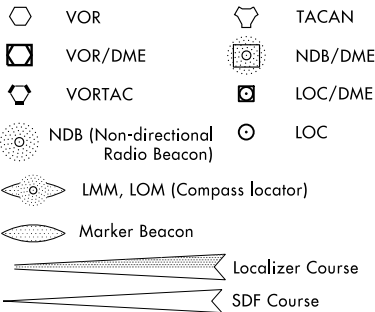 VOR
TACAN
VOR/DME
NDB/DME
VORTAC
LOC/DME
NDB (Non-directional
Radio Beacon)
LOC
LMM, LOM (Compass locator)
Marker Beacon
Localizer Course
SDF Course